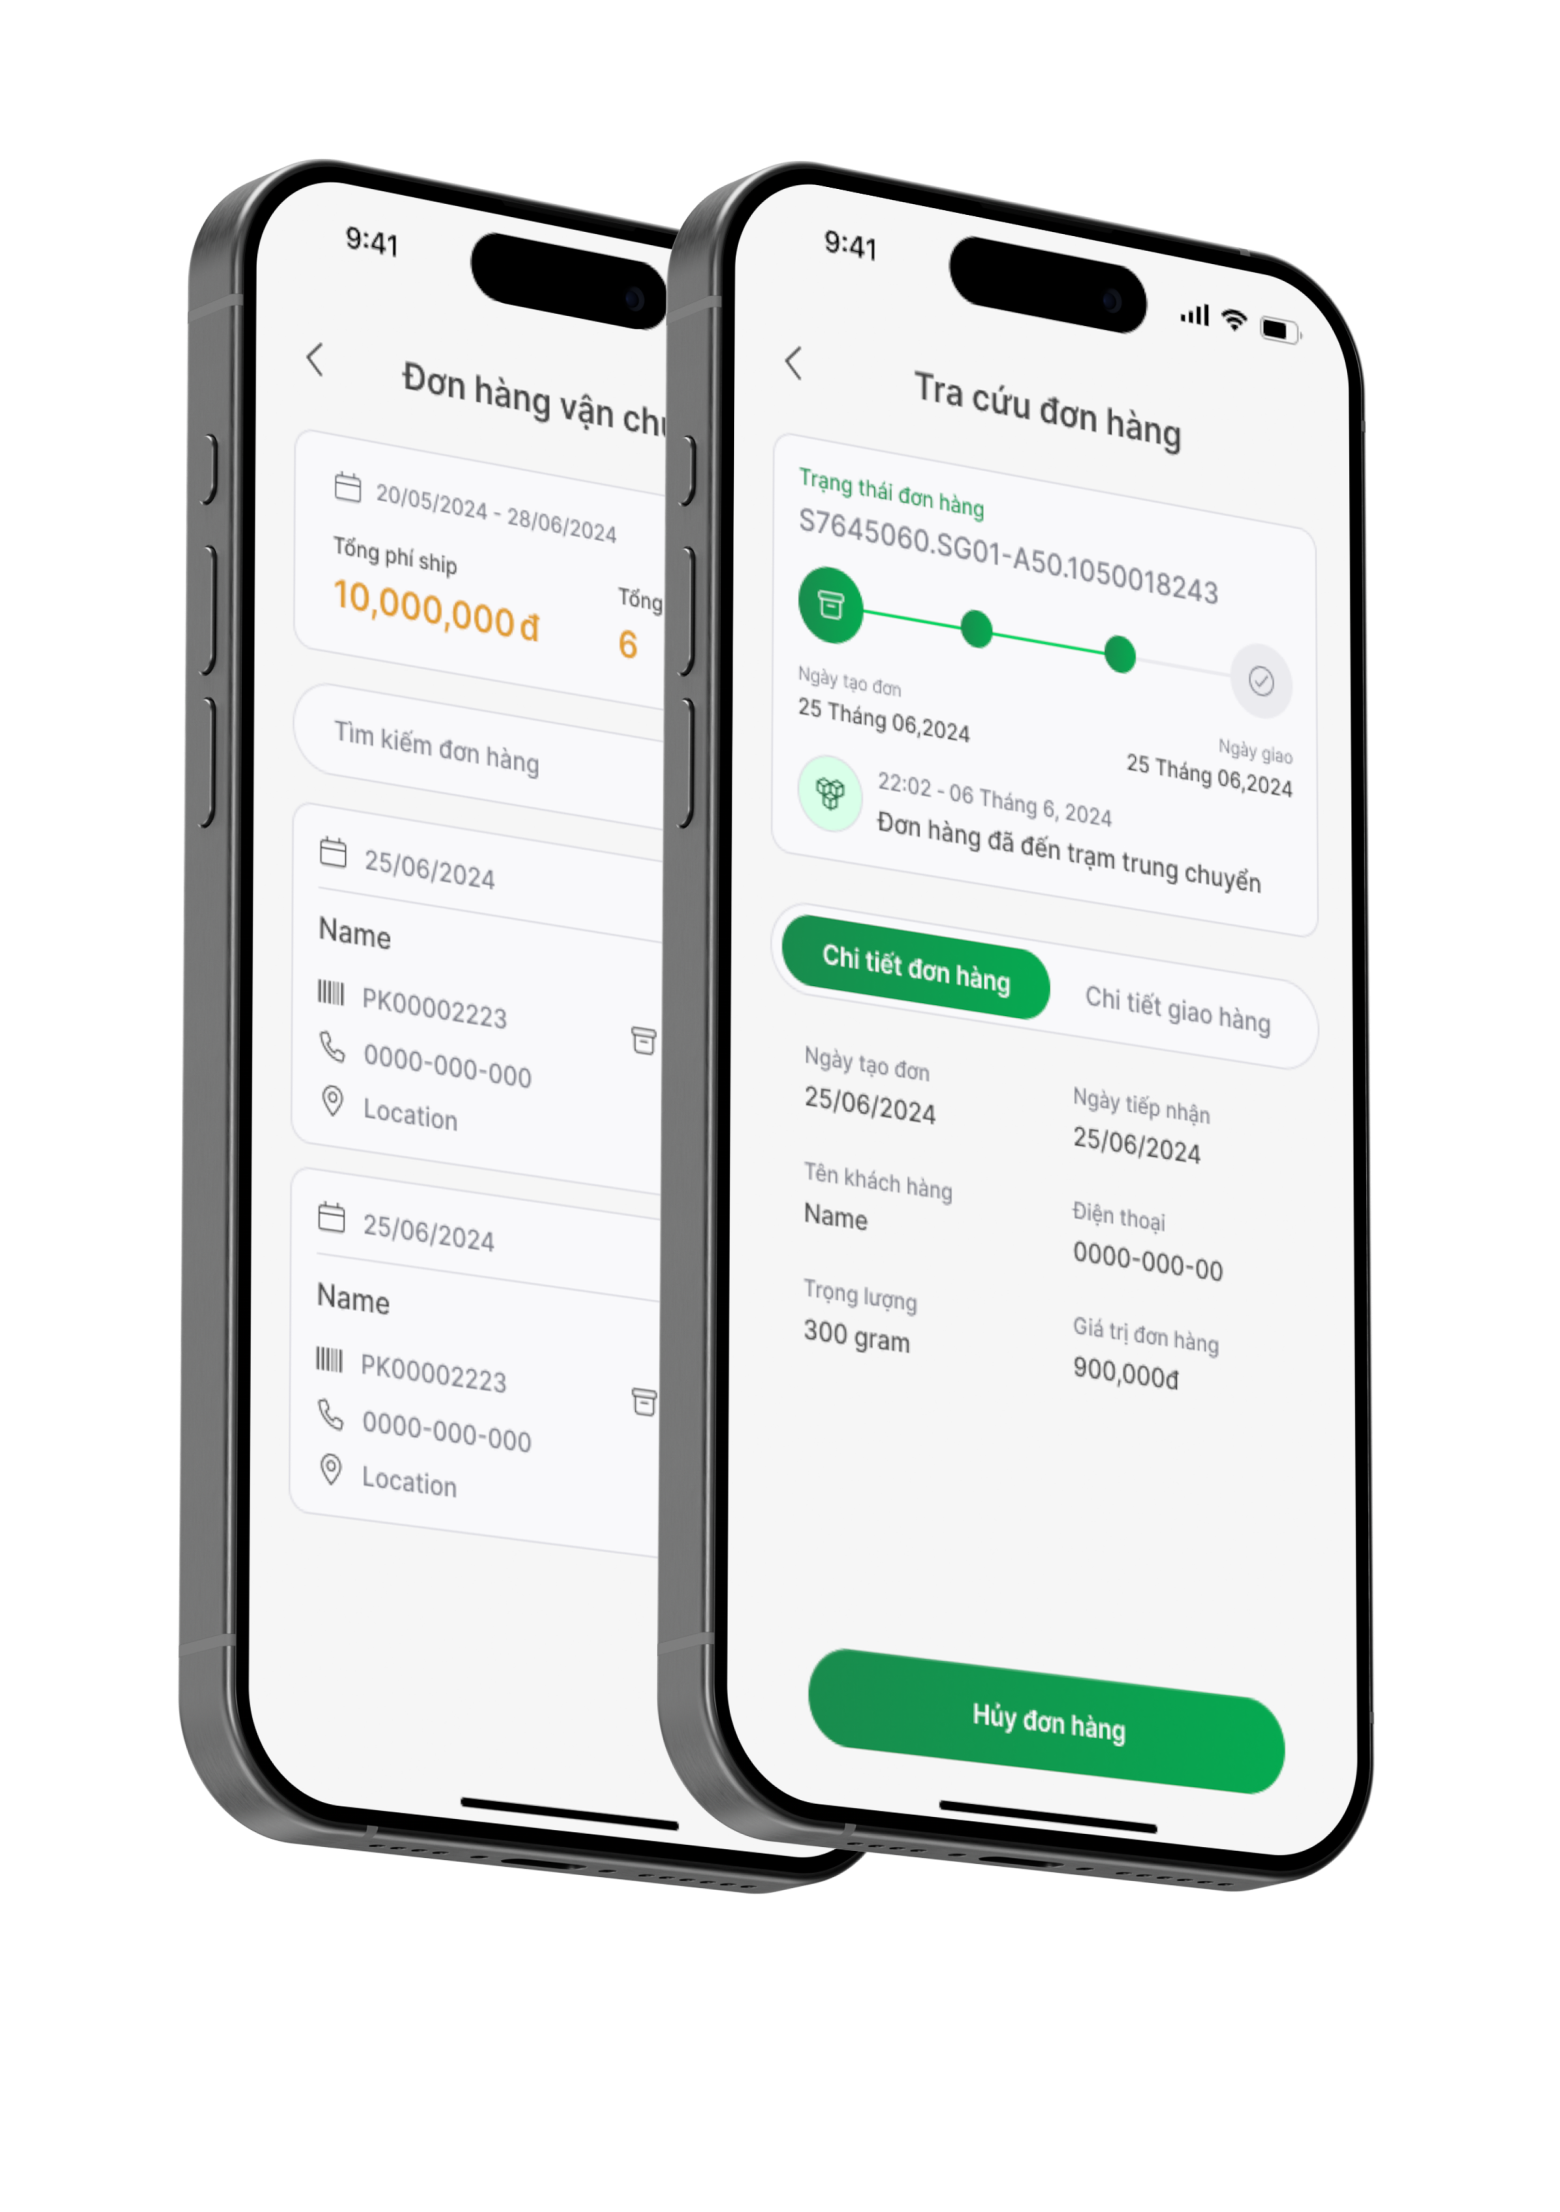 9:41
Đơn hàng vận
20/05/2024 - 28/06/2024
Tổng phí ship
10,000,000 đ
Tổng
6
Tìm kiếm đơn hàng
25/06/2024
Name
PK00002223
0000-000-000
Location
25/06/2024
Name
PK00002223
0000-000-000
Location
9:41
Tra cứu đơn hàng
Trạng thái đơn hàng
S7645060.SG01-A50.1050018243
Ngày tạo đơn
25 Tháng 06,2024
Ngày giao
25 Tháng 06,2024
22:02 - 06 Tháng 6, 2024
Đơn hàng đã đến trạm trung chuyển
Chi tiết đơn hàng
Chi tiết giao hàng
Ngày tạo đơn
25/06/2024
Ngày tiếp nhận
25/06/2024
Tên khách hàng
Name
Điện thoại
0000-000-00
Trọng lượng
300 gram
Giá trị đơn hàng
900,000đ
Hủy đơn hàng